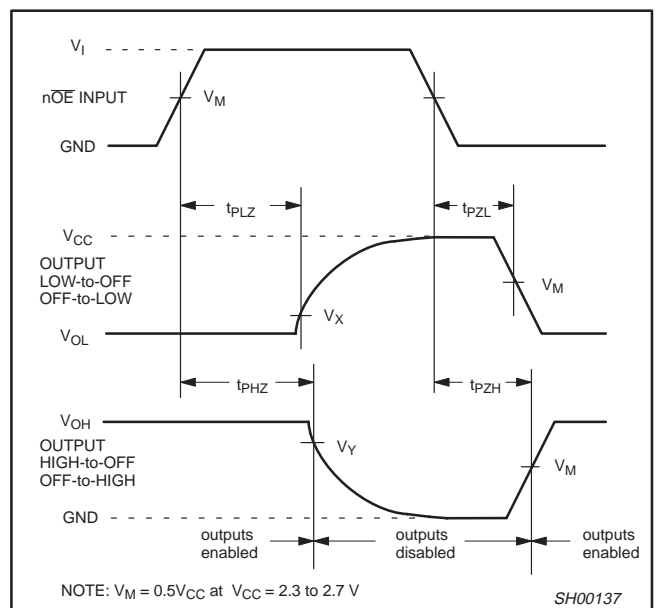 V_I
nO̅E̅ INPUT
V_M
GND
t_PLZ
t_PZL
V_CC
OUTPUT
LOW-to-OFF
OFF-to-LOW
V_M
V_X
V_OL
t_PHZ
t_PZH
V_OH
OUTPUT
HIGH-to-OFF
OFF-to-HIGH
V_Y
V_M
GND
outputs
enabled
outputs
disabled
outputs
enabled
NOTE: V_M = 0.5V_CC at V_CC = 2.3 to 2.7 V
SH00137